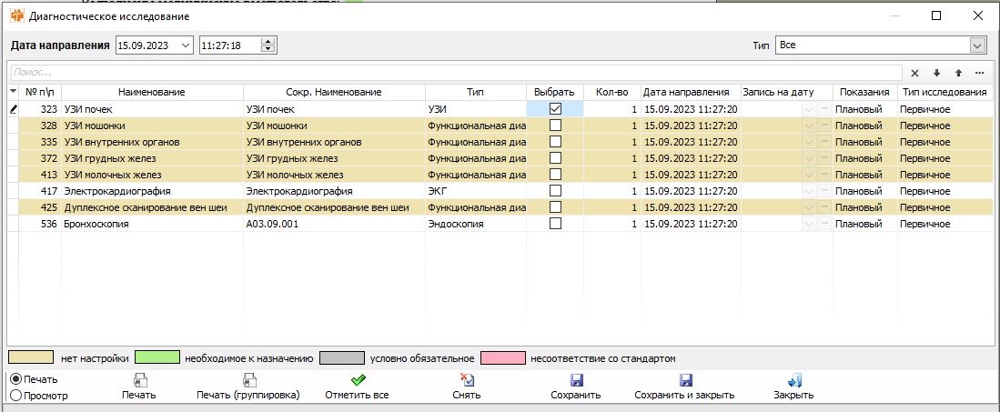 Диагностическое исследование
Дата направления 15.09.2023 11:27:18 Тип Все
Поиск...
№ п\п Наименование Сокр. Наименование Тип Выбрать Кол-во Дата направления Запись на дату Показания Тип исследования
323 УЗИ почек УЗИ почек УЗИ 1 15.09.2023 11:27:20 Плановый Первичное
328 УЗИ мошонки УЗИ мошонки Функциональная диа 1 15.09.2023 11:27:20 Плановый Первичное
335 УЗИ внутренних органов УЗИ внутренних органов Функциональная диа 1 15.09.2023 11:27:20 Плановый Первичное
372 УЗИ грудных желез УЗИ грудных желез Функциональная диа 1 15.09.2023 11:27:20 Плановый Первичное
413 УЗИ молочных желез УЗИ молочных желез Функциональная диа 1 15.09.2023 11:27:20 Плановый Первичное
417 Электрокардиография Электрокардиография ЭКГ 1 15.09.2023 11:27:20 Плановый Первичное
425 Дуплексное сканирование вен шеи Дуплексное сканирование вен шеи Функциональная диа 1 15.09.2023 11:27:20 Плановый Первичное
536 Бронхоскопия A03.09.001 Эндоскопия 1 15.09.2023 11:27:20 Плановый Первичное
нет настройки необходимое к назначению условно обязательное несоответствие со стандартом
Печать
Просмотр Печать Печать (группировка) Отметить все Снять Сохранить Сохранить и закрыть Закрыть